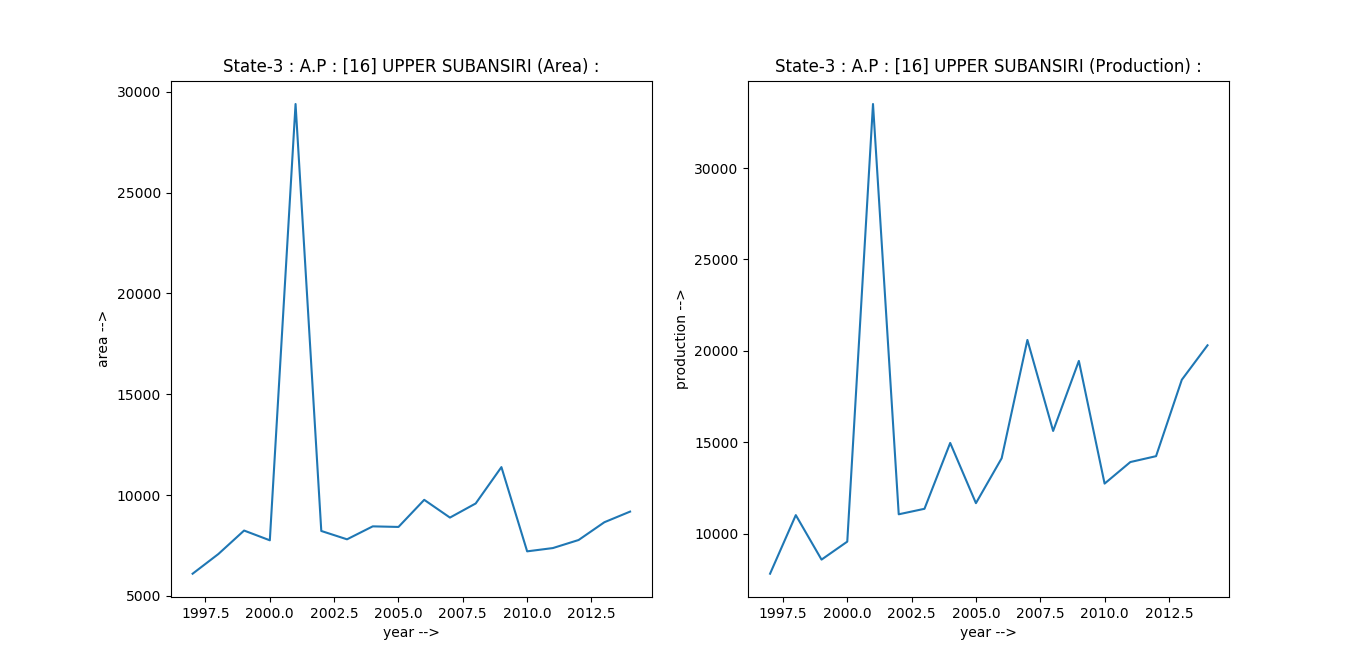 State-3 : A.P : [16] UPPER SUBANSIRI (Area) :
30000
25000
20000
15000
10000
5000
area -->
1997.5 2000.0 2002.5 2005.0 2007.5 2010.0 2012.5
year -->
State-3 : A.P : [16] UPPER SUBANSIRI (Production) :
30000
25000
20000
15000
10000
production -->
1997.5 2000.0 2002.5 2005.0 2007.5 2010.0 2012.5
year -->